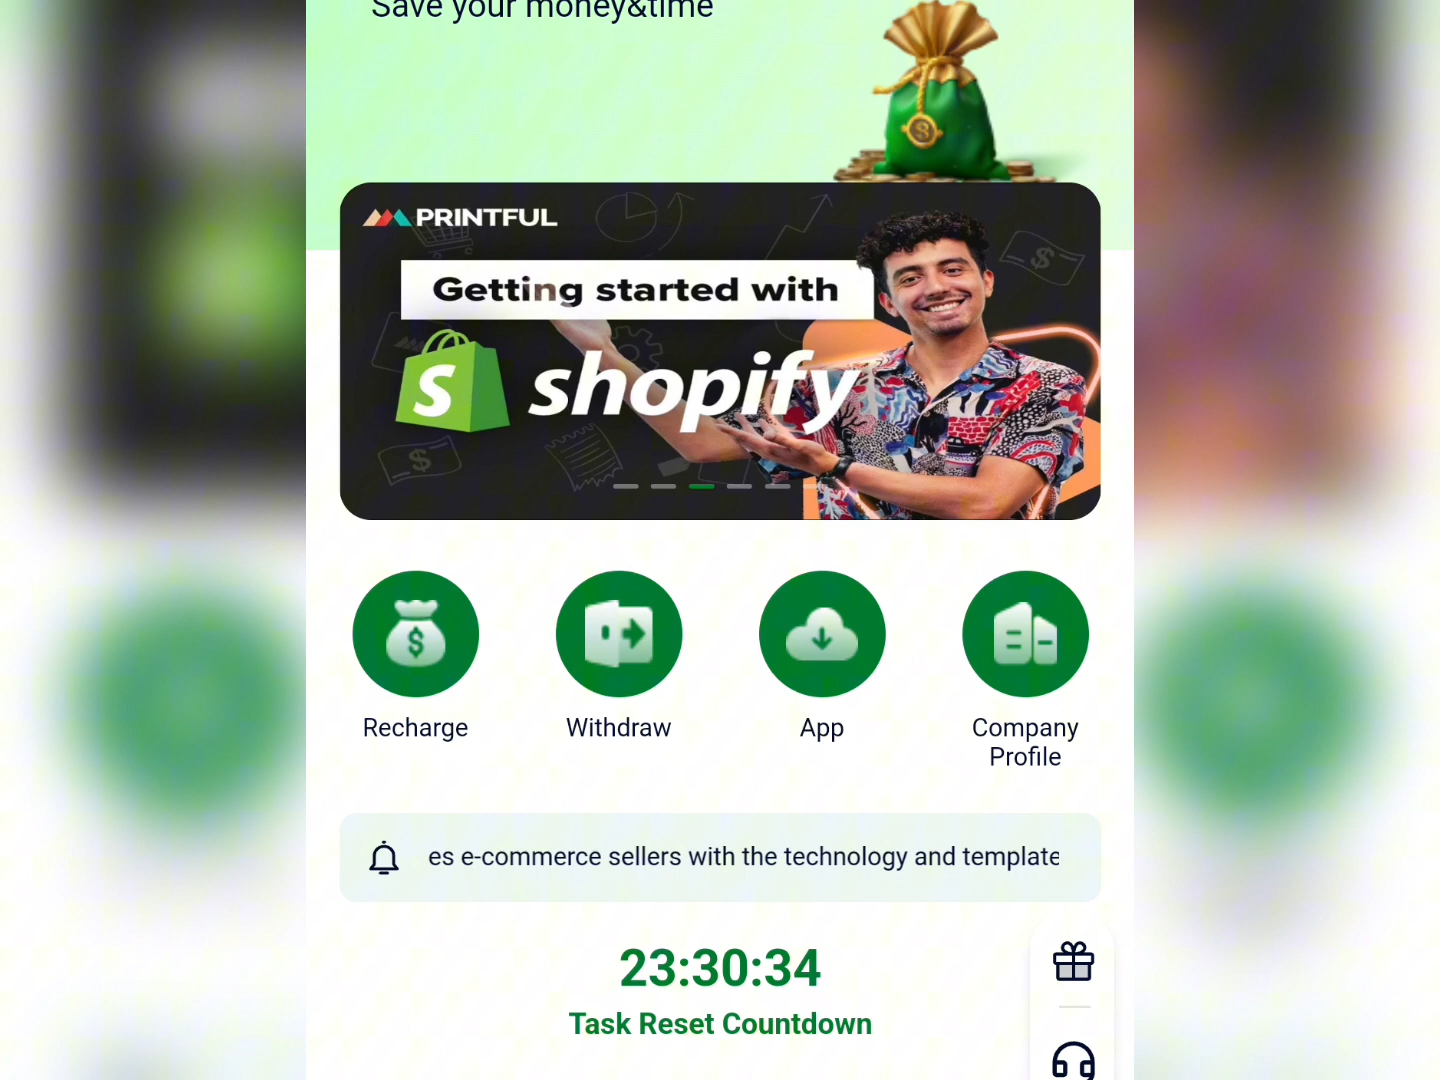 Save your money&time
PRINTFUL
Getting started with
shopify
Recharge
Withdraw
App
Company
Profile
es e-commerce sellers with the technology and template
23:30:34
Task Reset Countdown